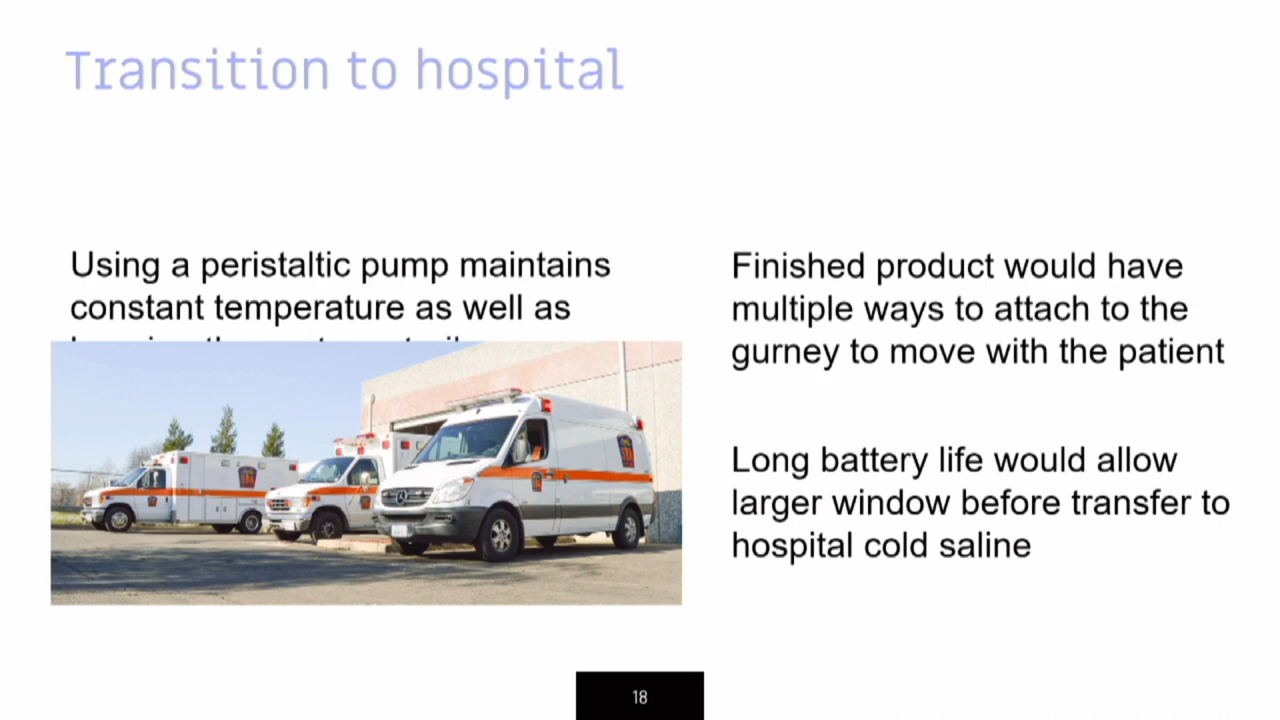 Transition to hospital
Using a peristaltic pump maintains
constant temperature as well as
Finished product would have
multiple ways to attach to the
gurney to move with the patient
Long battery life would allow
larger window before transfer to
hospital cold saline
18